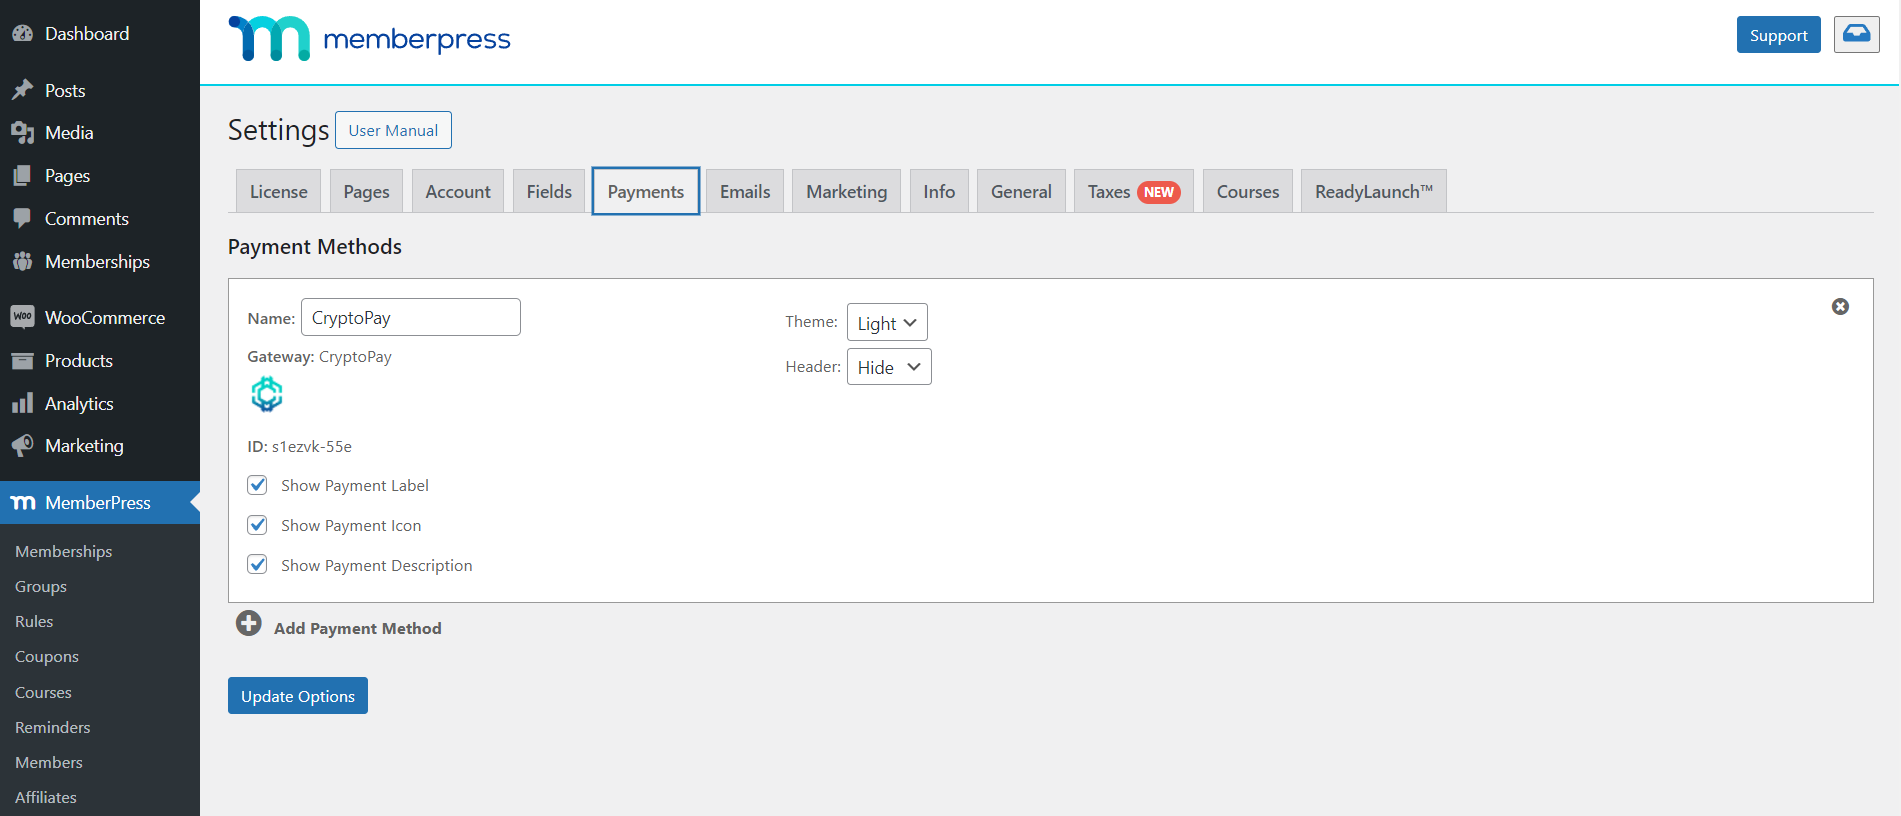 Dashboard
Posts
Media
Pages
Comments
Memberships
WOO WooCommerce
Products
Analytics
Marketing
MemberPress
Memberships
Groups
Rules
Coupons
Courses
Reminders
Members
Affiliates
memberpress
Support
Settings User Manual
License Pages Account Fields Payments Emails Marketing Info General Taxes NEW Courses ReadyLaunch™
Payment Methods
Name: CryptoPay Theme: Light
Gateway: CryptoPay Header: Hide
ID: s1ezvk-55e
Show Payment Label
Show Payment Icon
Show Payment Description
Add Payment Method
Update Options